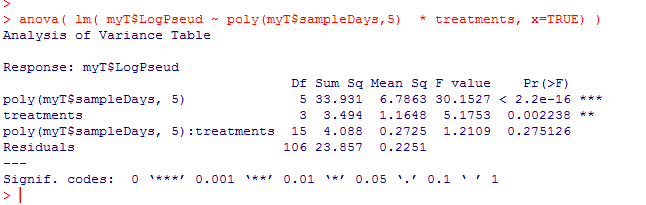 >
> anova( lm( myT$LogPseud ~ poly(myT$sampleDays,5)  * treatments, x=TRUE) )
Analysis of Variance Table

Response: myT$LogPseud
                                    Df Sum Sq Mean Sq F value    Pr(>F)
poly(myT$sampleDays, 5)              5 33.931  6.7863 30.1527 < 2.2e-16 ***
treatments                           3  3.494  1.1648  5.1753  0.002238 **
poly(myT$sampleDays, 5):treatments  15  4.088  0.2725  1.2109  0.275126
Residuals                          106 23.857  0.2251
---
Signif. codes:  0 ‘***’ 0.001 ‘**’ 0.01 ‘*’ 0.05 ‘.’ 0.1 ‘ ’ 1
>